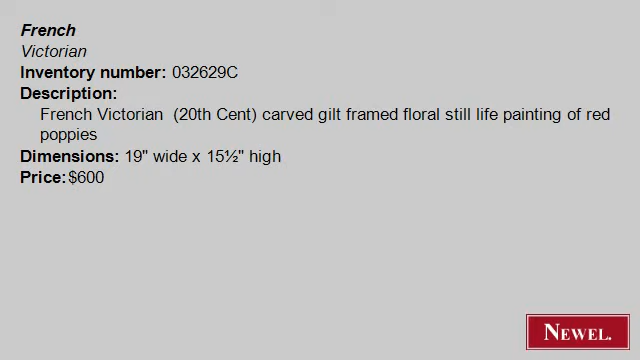 French
Victorian
Inventory number: 032629C
Description:
French Victorian  (20th Cent) carved gilt framed floral still life painting of red
poppies
Dimensions: 19" wide x 15½" high
Price:$600
NEWEL.